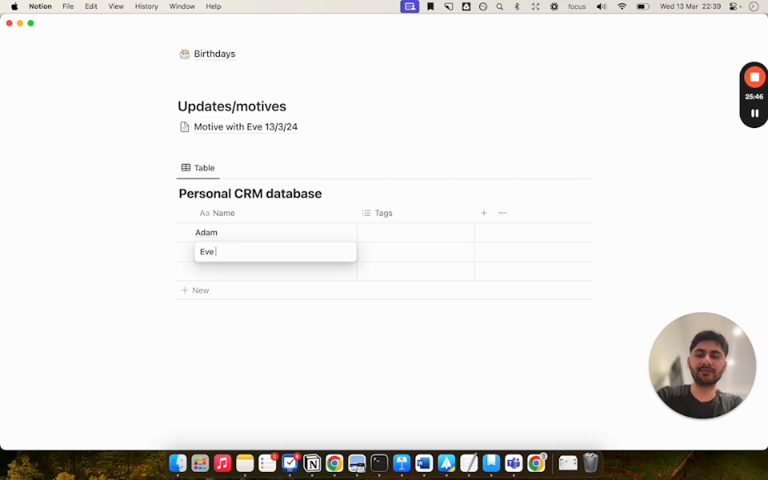 Notion File Edit View History Window Help focus Wed 13 Mar 22:39
Birthdays
25:46
Updates/motives
Motive with Eve 13/3/24
Table
Personal CRM database
Aa Name Tags
Adam
Eve
New